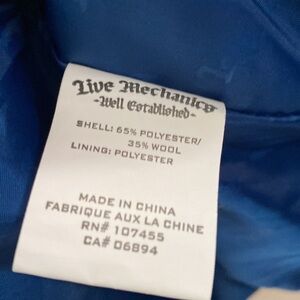 Live Mechanics
-Well Established-
SHELL: 65% POLYESTER/
35% WOOL
LINING: POLYESTER
MADE IN CHINA
FABRIQUE AUX LA CHINE
RN# 107455
CA# 06894